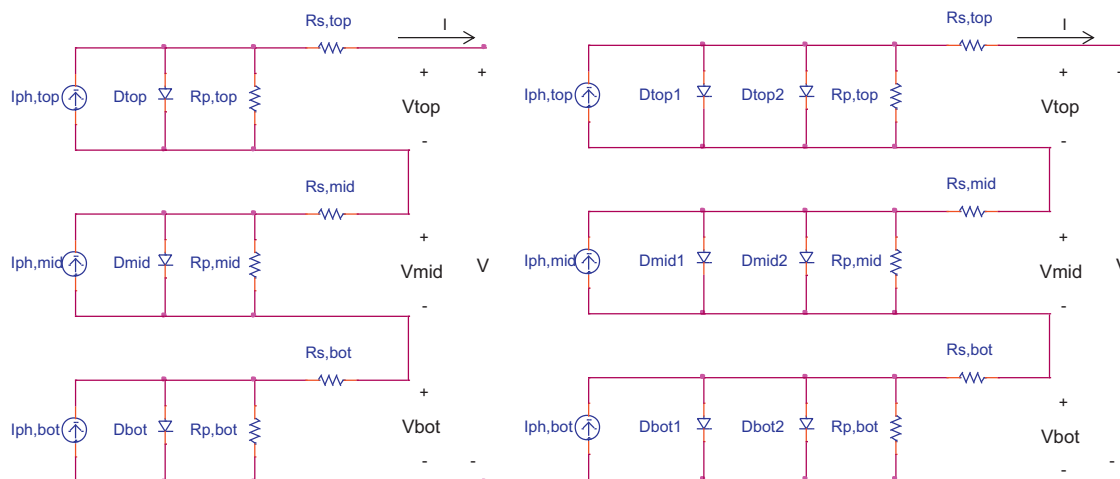 Rs,top
I
Iph,top
Dtop
Rp,top
+
+
Vtop
-
Rs,mid
Iph,mid
Dmid
Rp,mid
+
Vmid
V
-
Rs,bot
Iph,bot
Dbot
Rp,bot
+
Vbot
-
-
Rs,top
I
Iph,top
Dtop1
Dtop2
Rp,top
+
Vtop
-
Rs,mid
Iph,mid
Dmid1
Dmid2
Rp,mid
+
Vmid
-
Rs,bot
Iph,bot
Dbot1
Dbot2
Rp,bot
+
Vbot
-
-